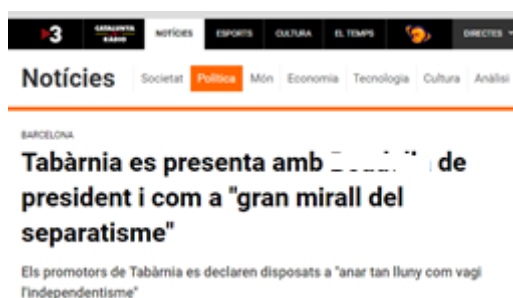 3
CATALUNYA
RÀDIO
NOTÍCIES
ESPORTS
CULTURA
EL TEMPS
DIRECTES
Notícies
Societat
Política
Món
Economia
Tecnologia
Cultura
Anàlisi
BARCELONA
Tabàrnia es presenta amb de
president i com a "gran mirall del
separatisme"
Els promotors de Tabàrnia es declaren disposats a "anar tan lluny com vagi
l'independentisme"